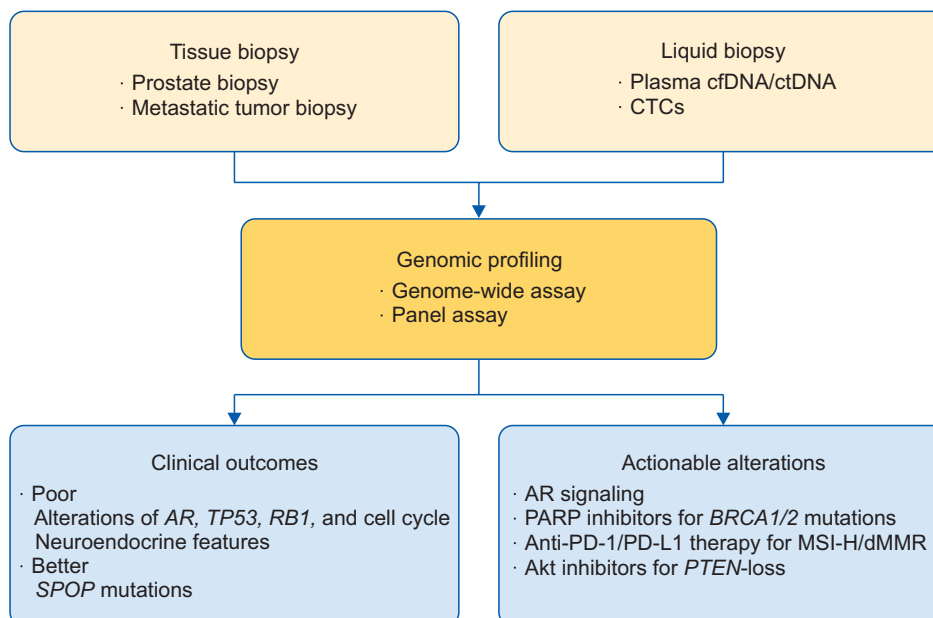 Tissue biopsy
· Prostate biopsy
· Metastatic tumor biopsy
Liquid biopsy
· Plasma cfDNA/ctDNA
· CTCs
Genomic profiling
· Genome-wide assay
· Panel assay
Clinical outcomes
· Poor
Alterations of AR, TP53, RB1, and cell cycle
Neuroendocrine features
· Better
SPOP mutations
Actionable alterations
· AR signaling
· PARP inhibitors for BRCA1/2 mutations
· Anti-PD-1/PD-L1 therapy for MSI-H/dMMR
· Akt inhibitors for PTEN-loss